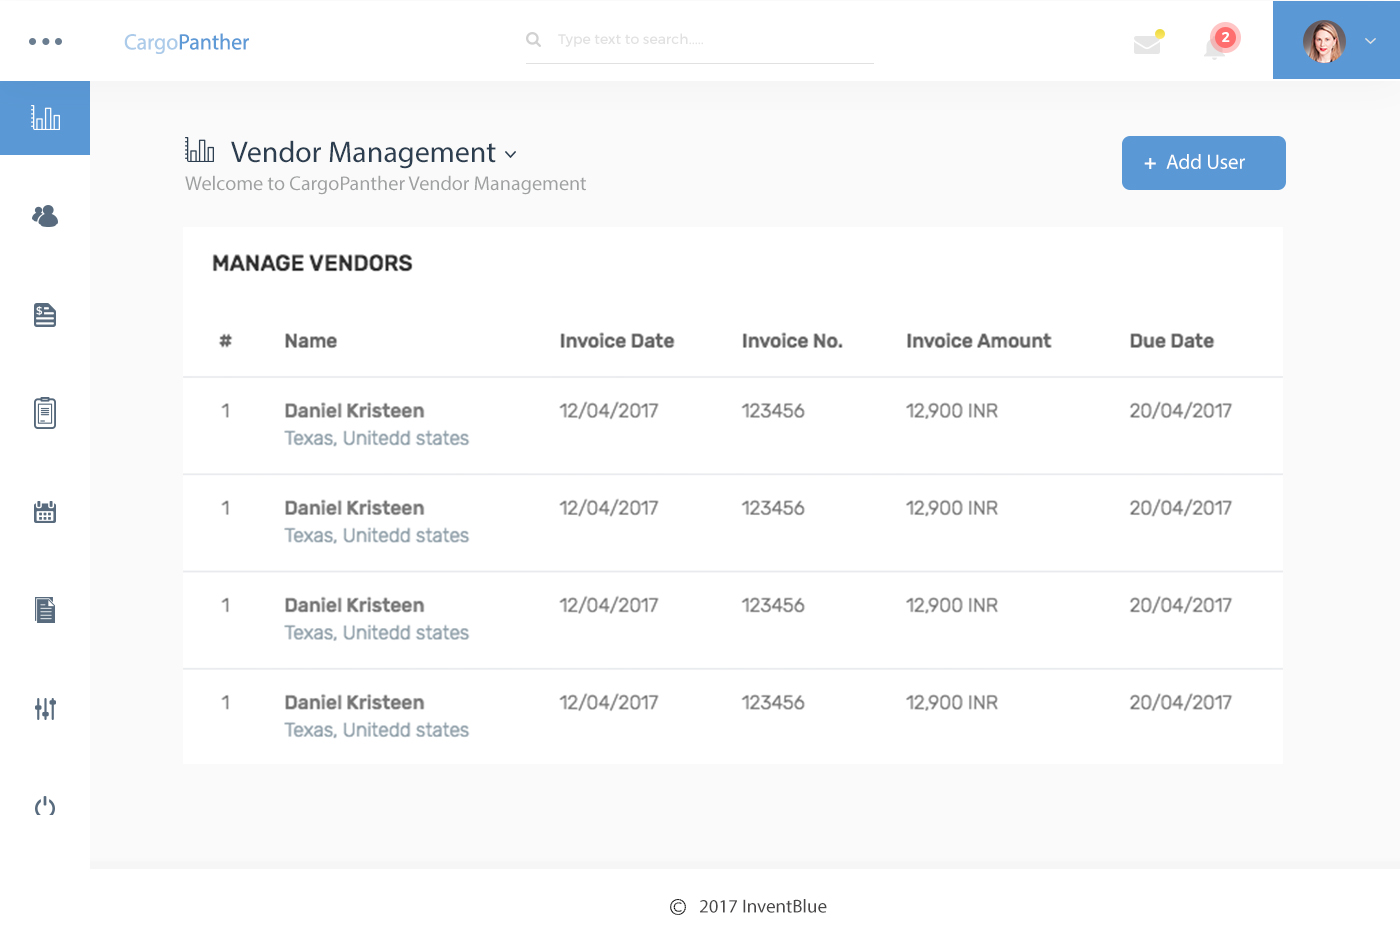 CargoPanther
Type text to search.....
2
Vendor Management
Welcome to CargoPanther Vendor Management
+ Add User
MANAGE VENDORS
# Name Invoice Date Invoice No. Invoice Amount Due Date
1 Daniel Kristeen 12/04/2017 123456 12,900 INR 20/04/2017
Texas, Unitedd states
1 Daniel Kristeen 12/04/2017 123456 12,900 INR 20/04/2017
Texas, Unitedd states
1 Daniel Kristeen 12/04/2017 123456 12,900 INR 20/04/2017
Texas, Unitedd states
1 Daniel Kristeen 12/04/2017 123456 12,900 INR 20/04/2017
Texas, Unitedd states
© 2017 InventBlue